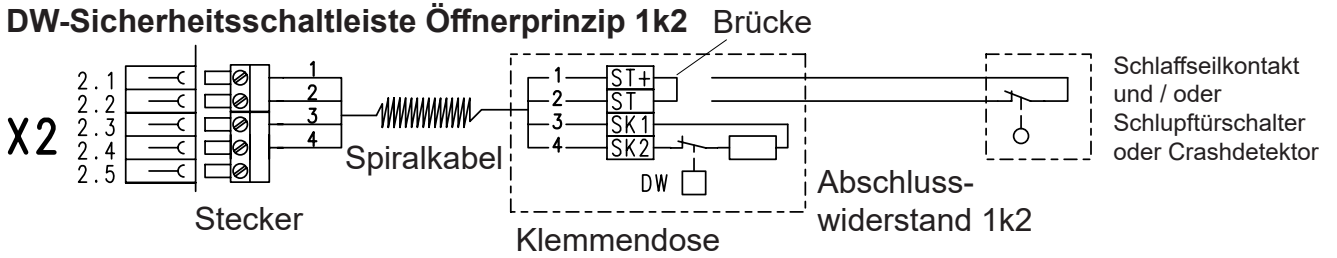 DW-Sicherheitsschaltleiste Öffnerprinzip 1k2
Brücke
X2
2.1
2.2
2.3
2.4
2.5
1
2
3
4
Stecker
Spiralkabel
1 ST+
2 ST
3 SK1
4 SK2
DW
Klemmendose
Abschluss-
widerstand 1k2
Schlaffseilkontakt
und / oder
Schlupftürschalter
oder Crashdetektor